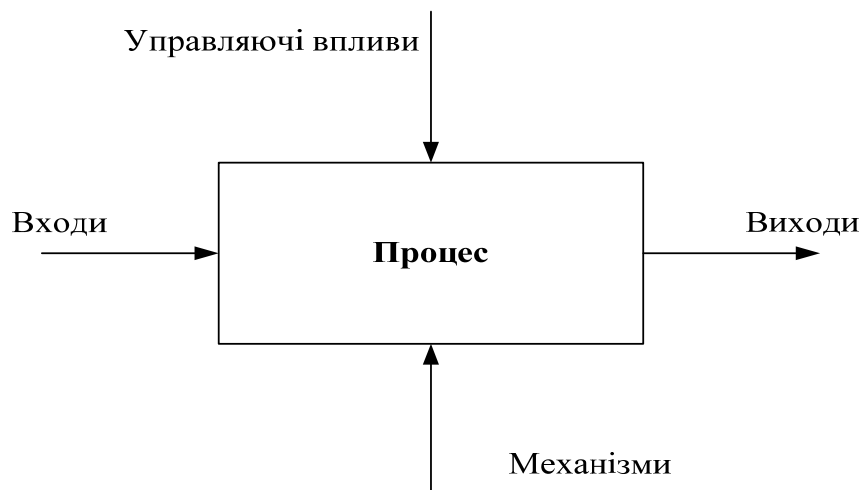 Управляючі впливи
Входи
Виходи
Процес
Механізми